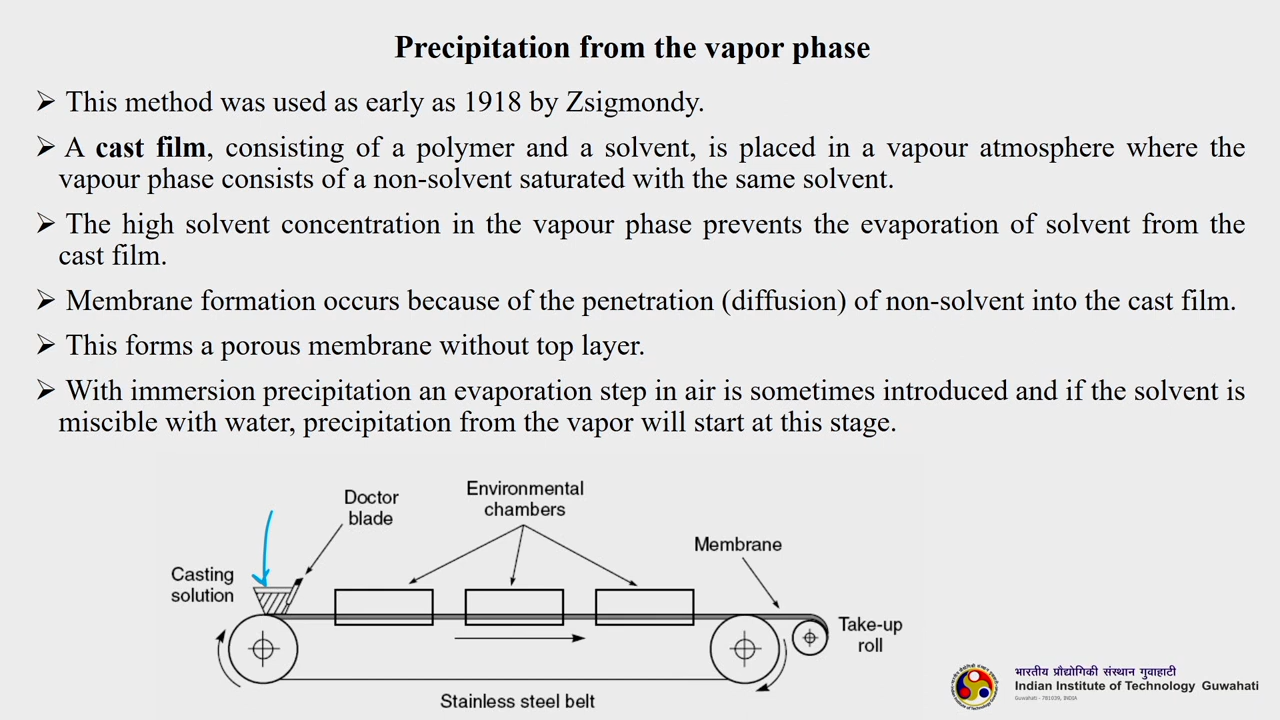 Precipitation from the vapor phase
➢ This method was used as early as 1918 by Zsigmondy.
➢ A cast film, consisting of a polymer and a solvent, is placed in a vapour atmosphere where the
vapour phase consists of a non-solvent saturated with the same solvent.
➢ The high solvent concentration in the vapour phase prevents the evaporation of solvent from the
cast film.
➢ Membrane formation occurs because of the penetration (diffusion) of non-solvent into the cast film.
➢ This forms a porous membrane without top layer.
➢ With immersion precipitation an evaporation step in air is sometimes introduced and if the solvent is
miscible with water, precipitation from the vapor will start at this stage.
Doctor
blade
Environmental
chambers
Membrane
Casting
solution
Take-up
roll
Stainless steel belt
भारतीय प्रौद्योगिकी संस्थान गुवाहाटी
Indian Institute of Technology Guwahati
Guwahati - 781039, INDIA